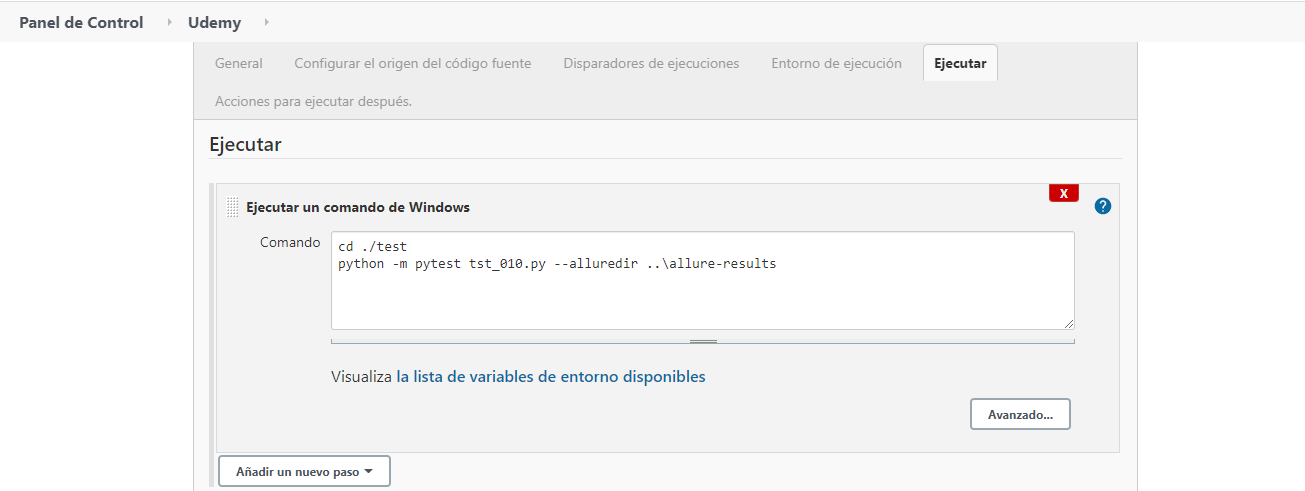 Panel de Control Udemy
General Configurar el origen del código fuente Disparadores de ejecuciones Entorno de ejecución Ejecutar
Acciones para ejecutar después.
Ejecutar
X
Ejecutar un comando de Windows ?
Comando
cd ./test
python -m pytest tst_010.py --alluredir ..\allure-results
Visualiza la lista de variables de entorno disponibles
Avanzado...
Añadir un nuevo paso